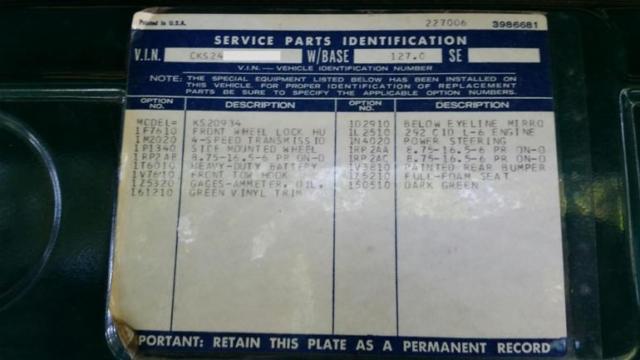 Printed in U.S.A. 227006 3986681
SERVICE PARTS IDENTIFICATION
V.I.N. CKS24 W/BASE 127.0 SE
V.I.N. — VEHICLE IDENTIFICATION NUMBER
NOTE: THE SPECIAL EQUIPMENT LISTED BELOW HAS BEEN INSTALLED ON
THIS VEHICLE. FOR PROPER IDENTIFICATION OF REPLACEMENT
PARTS BE SURE TO SPECIFY THE APPLICABLE OPTION NUMBERS.
OPTION NO. DESCRIPTION OPTION NO. DESCRIPTION
MODEL= KS20934 1D2910 BELOW EYELINE MIRRO
1F7610 FRONT WHEEL LOCK HU 1L2510 292 CID L-6 ENGINE
1M2020 4-SPEED TRANSMISSIO 1N4020 POWER STEERING
1P1340 SIDE MOUNTED WHEEL 1RP2AA 8.75-16.5-6 PR ON-O
1RP2AB 8.75-16.5-6 PR ON-O 1RP2AC 8.75-16.5-6 PR ON-O
1T6010 HEAVY-DUTY BATTERY 1V3810 PAINTED REAR BUMPER
1V7610 FRONT TOW HOOK 1Z5210 FULL-FOAM SEAT
1Z5320 GAGES-AMMETER, OIL, 150510 DARK GREEN
161210 GREEN VINYL TRIM
PORTANT: RETAIN THIS PLATE AS A PERMANENT RECORD